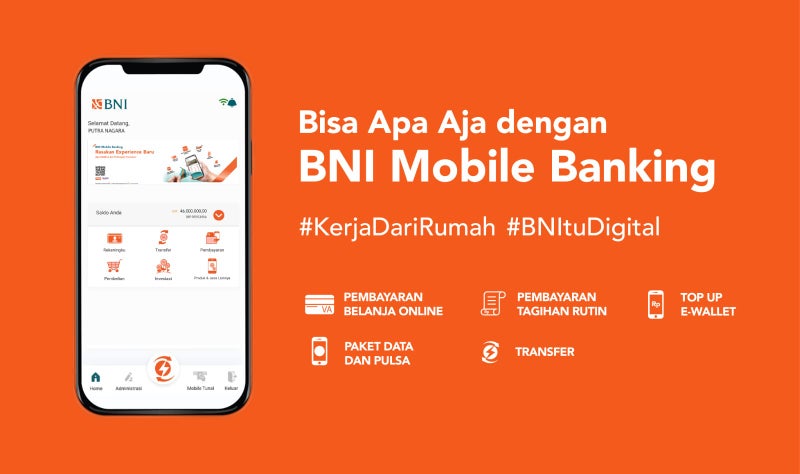 BNI
Selamat Datang,
PUTRA NAGARA
BNI Mobile Banking
Rasakan Experience Baru
Saldo Anda
46.000.000,00
Rekeningku
Transfer
Pembayaran
Pembelian
Investasi
Produk & Jasa Lainnya
Home
Administrasi
Mobile Tunai
Keluar
Bisa Apa Aja dengan
BNI Mobile Banking
#KerjaDariRumah #BNItuDigital
PEMBAYARAN
BELANJA ONLINE
VA
PEMBAYARAN
TAGIHAN RUTIN
Rp
TOP UP
E-WALLET
PAKET DATA
DAN PULSA
TRANSFER